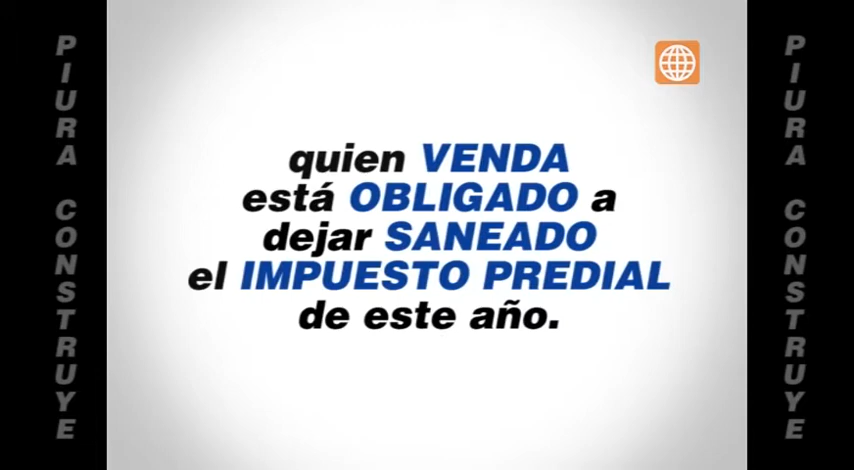 PIURA CONSTRUYE
quien VENDA
está OBLIGADO a
dejar SANEADO
el IMPUESTO PREDIAL
de este año.
PIURA CONSTRUYE